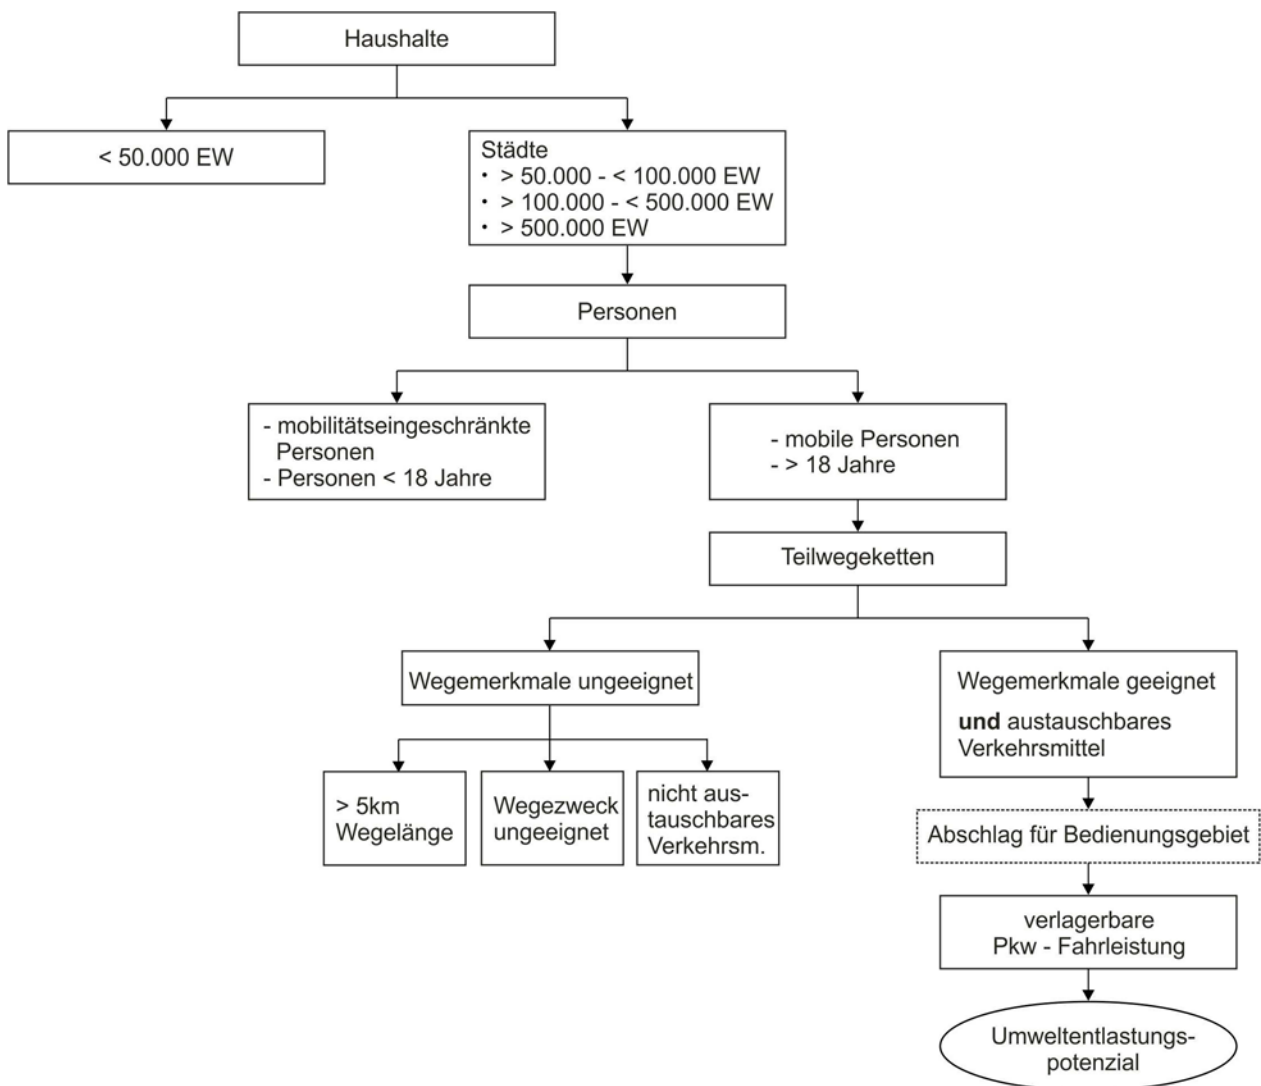 Haushalte
< 50.000 EW
Städte
· > 50.000 - < 100.000 EW
· > 100.000 - < 500.000 EW
· > 500.000 EW
Personen
- mobilitätseingeschränkte
Personen
- Personen < 18 Jahre
- mobile Personen
- > 18 Jahre
Teilwegeketten
Wegemerkmale ungeeignet
Wegemerkmale geeignet
und austauschbares
Verkehrsmittel
> 5km
Wegelänge
Wegezweck
ungeeignet
nicht aus-
tauschbares
Verkehrsm.
Abschlag für Bedienungsgebiet
verlagerbare
Pkw - Fahrleistung
Umweltentlastungs-
potenzial